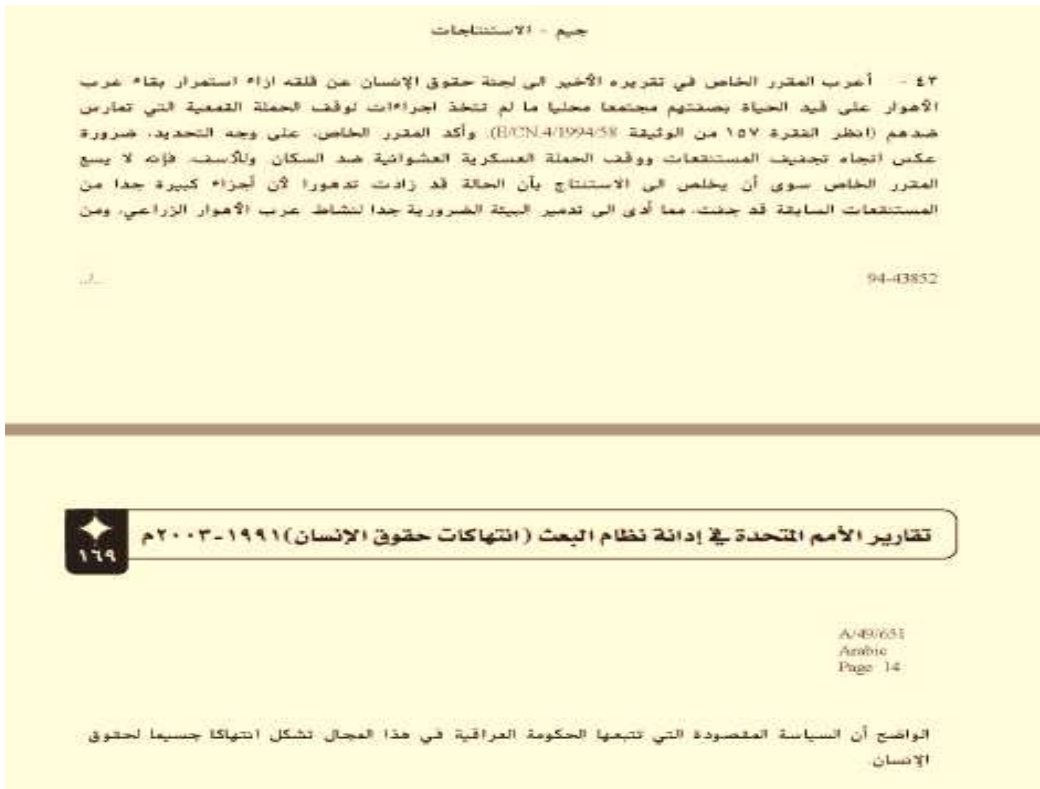 جيم - الاستنتاجات
٤٣ - أعرب المقرر الخاص في تقريره الأخير الى لجنة حقوق الإنسان عن قلقه ازاء استمرار بقاء عرب
الأهوار على قيد الحياة بصفتهم مجتمعا محليا ما لم تتخذ اجراءات لوقف الحملة القمعية التي تمارس
ضدهم (انظر الفقرة ١٥٧ من الوثيقة E/CN.4/1994/58). وأكد المقرر الخاص، على وجه التحديد، ضرورة
عكس اتجاه تجفيف المستنقعات ووقف الحملة العسكرية العشوائية ضد السكان. وللأسف، فإنه لا يسع
المقرر الخاص سوى أن يخلص الى الاستنتاج بأن الحالة قد زادت تدهورا لأن أجزاء كبيرة جدا من
المستنقعات السابقة قد جفت، مما أدى الى تدمير البيئة الضرورية جدا لنشاط عرب الأهوار الزراعي، ومن
94-43852
/...
تقارير الأمم المتحدة في إدانة نظام البعث (انتهاكات حقوق الإنسان) ١٩٩١-٢٠٠٣م
١٦٩
A/49/651
Arabic
Page 14
الواضح أن السياسة المقصودة التي تتبعها الحكومة العراقية في هذا المجال تشكل انتهاكا جسيما لحقوق
الإنسان.